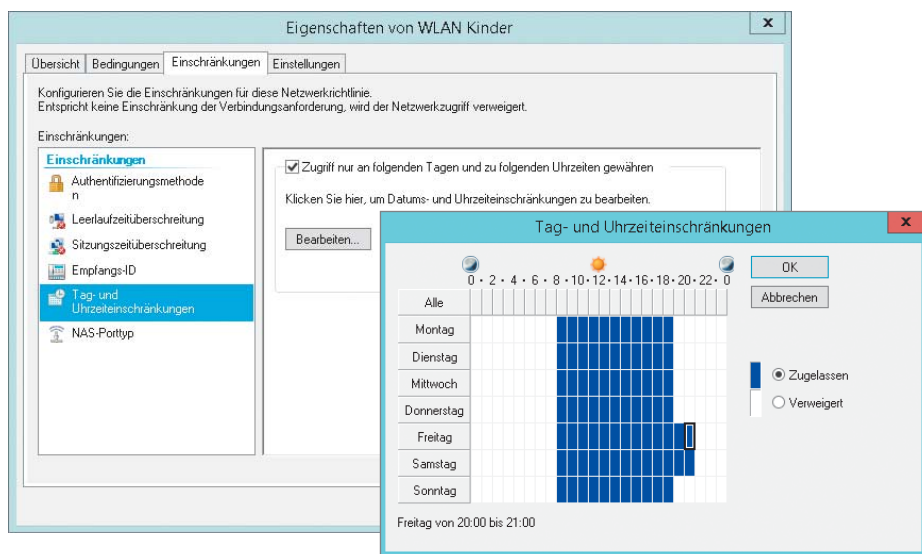 Eigenschaften von WLAN Kinder
x
Übersicht Bedingungen Einschränkungen Einstellungen
Konfigurieren Sie die Einschränkungen für diese Netzwerkrichtlinie.
Entspricht keine Einschränkung der Verbindungsanforderung, wird der Netzwerkzugriff verweigert.
Einschränkungen:
Einschränkungen
Authentifizierungsmethode
n
Leerlaufzeitüberschreitung
Sitzungszeitüberschreitung
Empfangs-ID
Tag- und
Uhrzeiteinschränkungen
NAS-Porttyp
Zugriff nur an folgenden Tagen und zu folgenden Uhrzeiten gewähren
Klicken Sie hier, um Datums- und Uhrzeiteinschränkungen zu bearbeiten.
Bearbeiten...
Tag- und Uhrzeiteinschränkungen
x
0 · 2 · 4 · 6 · 8 · 10 · 12 · 14 · 16 · 18 · 20 · 22 · 0
Alle
Montag
Dienstag
Mittwoch
Donnerstag
Freitag
Samstag
Sonntag
OK
Abbrechen
Zugelassen
Verweigert
Freitag von 20:00 bis 21:00